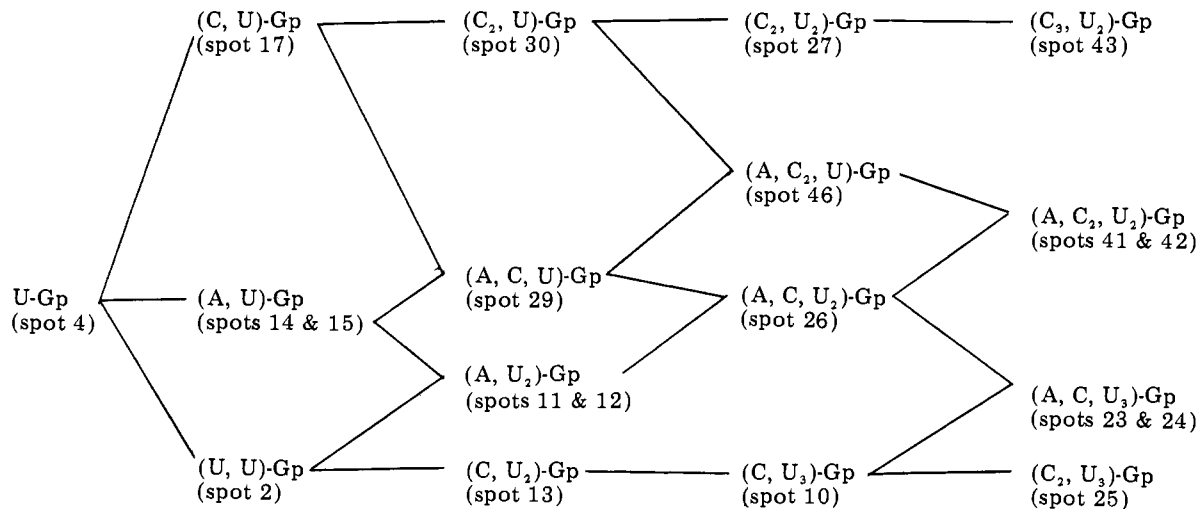 (C, U)-Gp
(spot 17)
(C₂, U)-Gp
(spot 30)
(C₂, U₂)-Gp
(spot 27)
(C₃, U₂)-Gp
(spot 43)
(A, C₂, U)-Gp
(spot 46)
(A, C₂, U₂)-Gp
(spots 41 & 42)
U-Gp
(spot 4)
(A, U)-Gp
(spots 14 & 15)
(A, C, U)-Gp
(spot 29)
(A, C, U₂)-Gp
(spot 26)
(A, U₂)-Gp
(spots 11 & 12)
(A, C, U₃)-Gp
(spots 23 & 24)
(U, U)-Gp
(spot 2)
(C, U₂)-Gp
(spot 13)
(C, U₃)-Gp
(spot 10)
(C₂, U₃)-Gp
(spot 25)